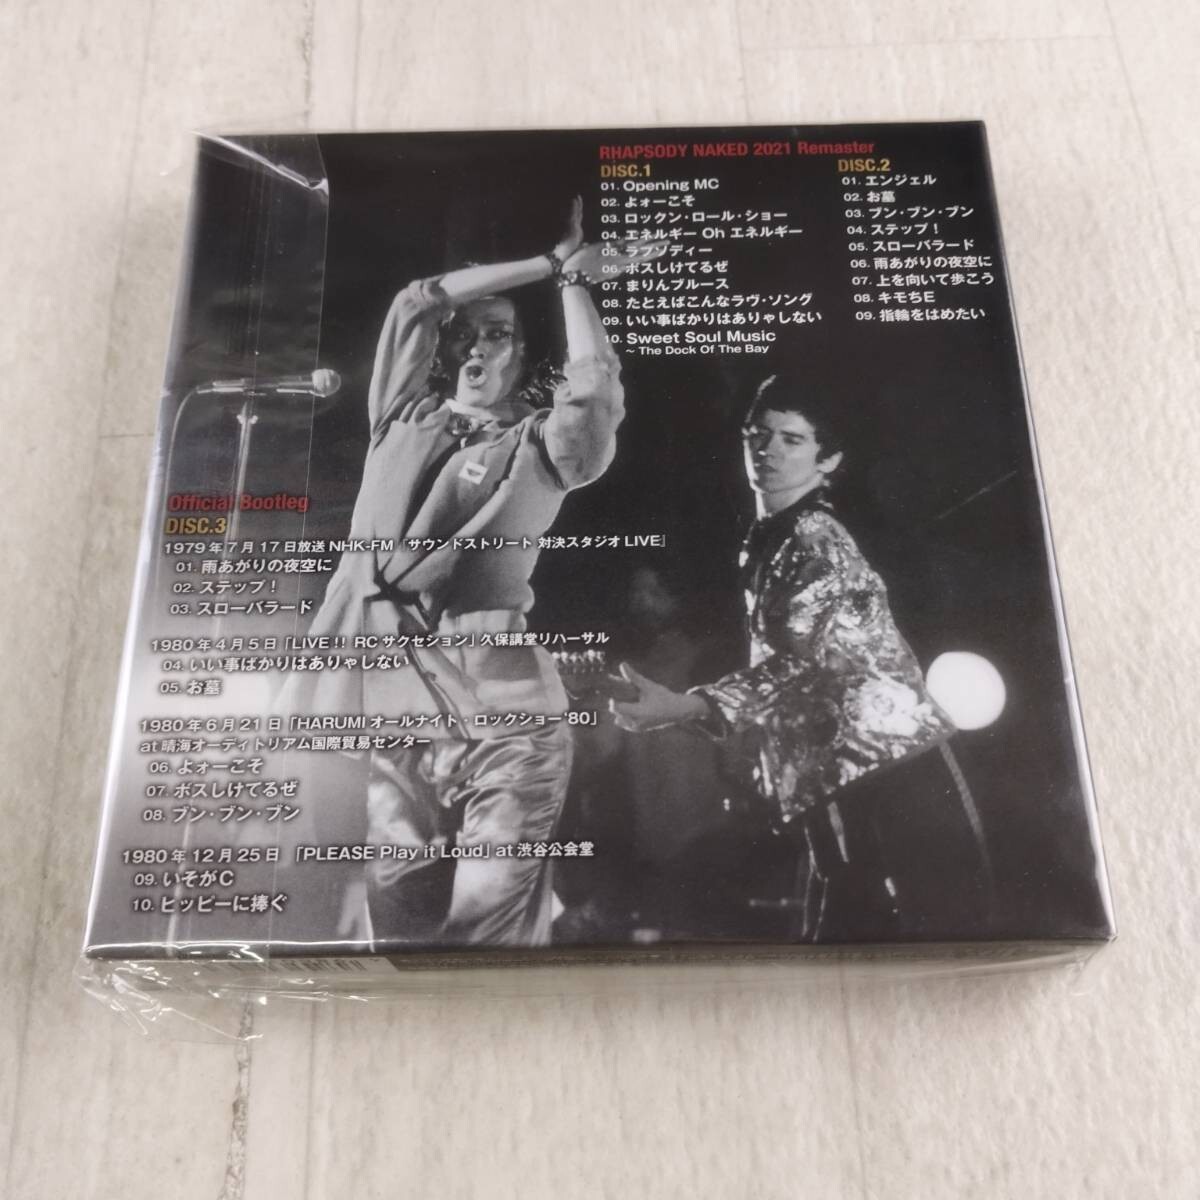 RHAPSODY NAKED 2021 Remaster
DISC.1
01. Opening MC
02. よォーこそ
03. ロックン・ロール・ショー
04. エネルギー Oh エネルギー
05. ラプソディー
06. ボスしけてるぜ
07. まりんブルース
08. たとえばこんなラヴ・ソング
09. いい事ばかりはありゃしない
10. Sweet Soul Music
~ The Dock Of The Bay
DISC.2
01. エンジェル
02. お墓
03. ブン・ブン・ブン
04. ステップ!
05. スローバラード
06. 雨あがりの夜空に
07. 上を向いて歩こう
08. キモちE
09. 指輪をはめたい
Official Bootleg
DISC.3
1979年7月17日放送 NHK-FM「サウンドストリート 対決スタジオ LIVE」
01. 雨あがりの夜空に
02. ステップ!
03. スローバラード
1980年4月5日「LIVE!! RCサクセション」久保講堂リハーサル
04. いい事ばかりはありゃしない
05. お墓
1980年6月21日「HARUMIオールナイト・ロックショー'80」
at 晴海オーディトリアム国際貿易センター
06. よォーこそ
07. ボスしけてるぜ
08. ブン・ブン・ブン
1980年12月25日 「PLEASE Play it Loud」at 渋谷公会堂
09. いそがC
10. ヒッピーに捧ぐ